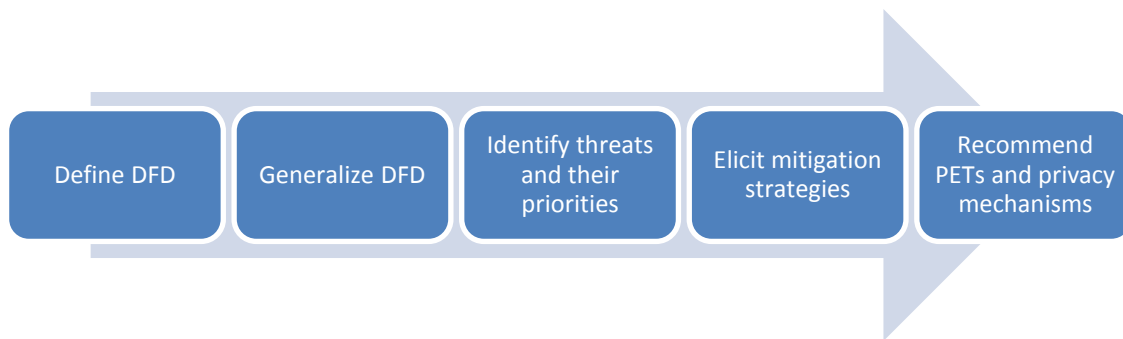 Define DFD
Generalize DFD
Identify threats
and their
priorities
Elicit mitigation
strategies
Recommend
PETs and privacy
mechanisms